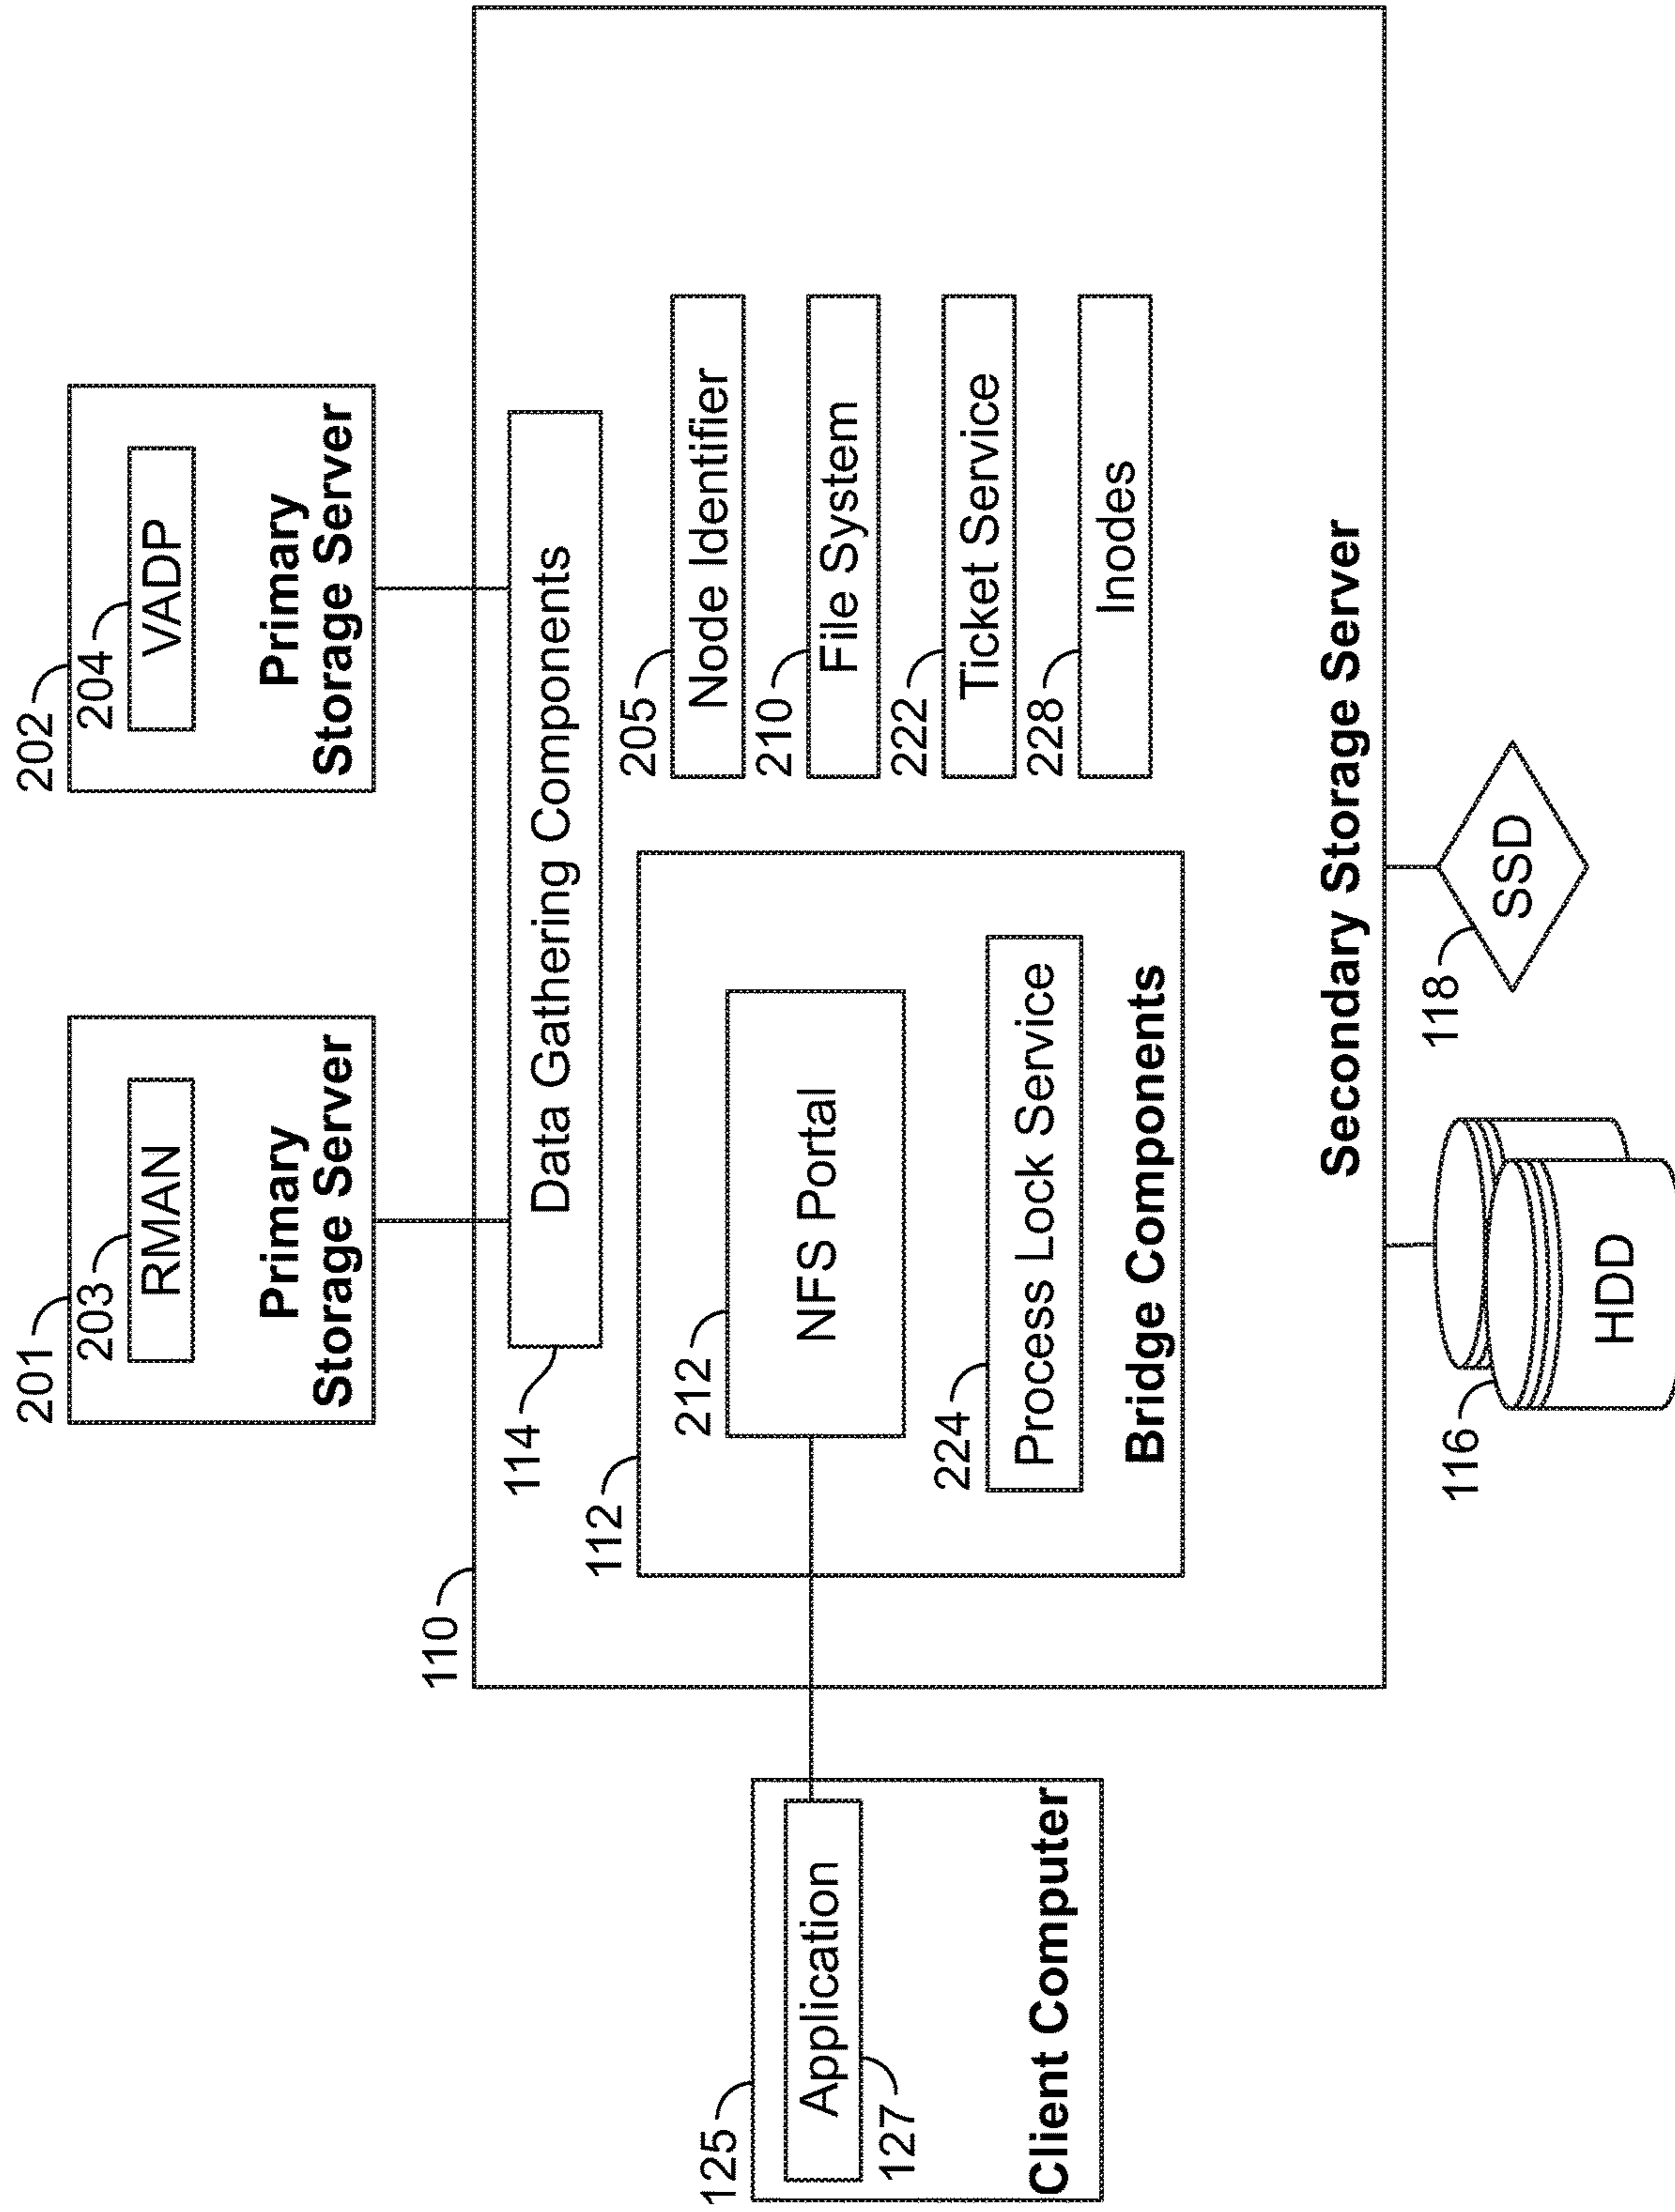 201
203
RMAN
Primary
Storage Server
202
204
VADP
Primary
Storage Server
110
114
Data Gathering Components
112
212
NFS Portal
224
Process Lock Service
Bridge Components
205
Node Identifier
210
File System
222
Ticket Service
228
Inodes
Secondary Storage Server
125
Application
127
Client Computer
116
HDD
118
SSD